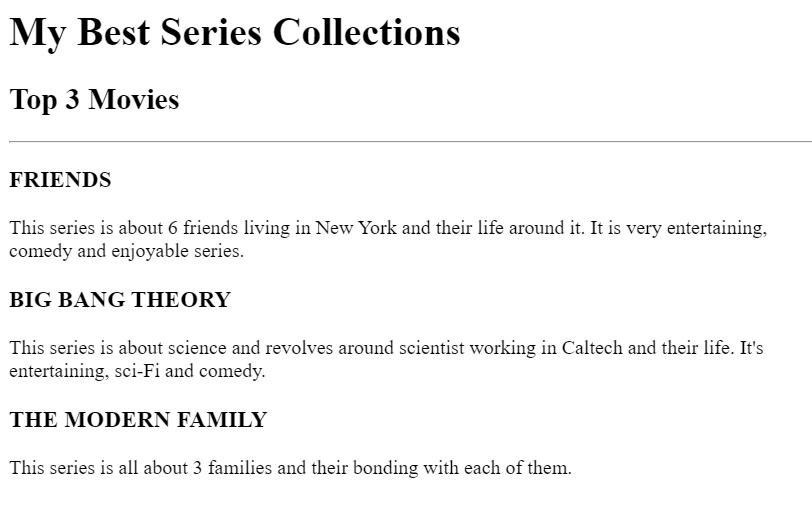 My Best Series Collections
Top 3 Movies
FRIENDS
This series is about 6 friends living in New York and their life around it. It is very entertaining,
comedy and enjoyable series.
BIG BANG THEORY
This series is about science and revolves around scientist working in Caltech and their life. It's
entertaining, sci-Fi and comedy.
THE MODERN FAMILY
This series is all about 3 families and their bonding with each of them.